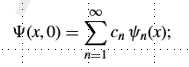 Ψ(x, 0) = ∑_{n=1}^{∞} c_n ψ_n(x);